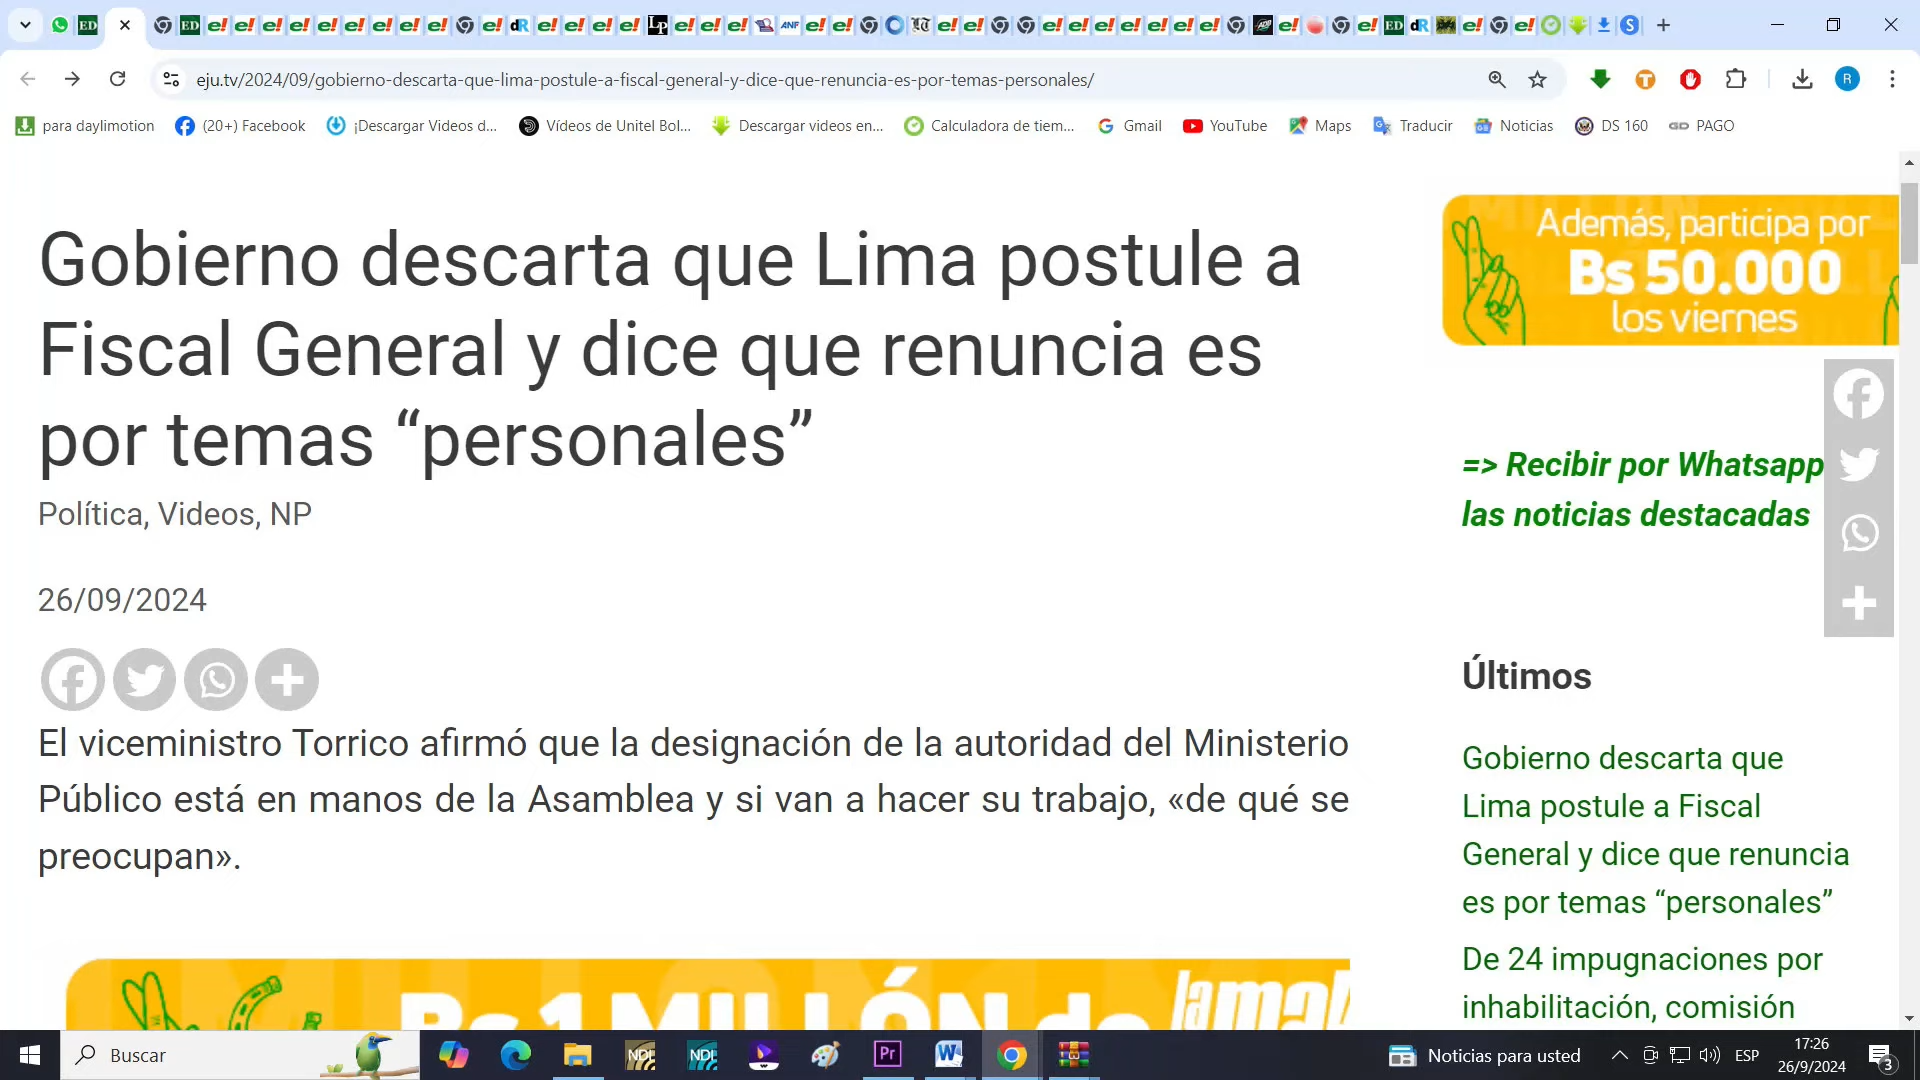 eju.tv/2024/09/gobierno-descarta-que-lima-postule-a-fiscal-general-y-dice-que-renuncia-es-por-temas-personales/
para daylimotion
(20+) Facebook
¡Descargar Videos d...
Vídeos de Unitel Bol...
Descargar videos en...
Calculadora de tiem...
Gmail
YouTube
Maps
Traducir
Noticias
DS 160
PAGO
Gobierno descarta que Lima postule a
Fiscal General y dice que renuncia es
por temas “personales”
Política, Videos, NP
26/09/2024
El viceministro Torrico afirmó que la designación de la autoridad del Ministerio
Público está en manos de la Asamblea y si van a hacer su trabajo, «de qué se
preocupan».
Bs 1 MILLÓN de
Además, participa por
Bs 50.000
los viernes
=> Recibir por Whatsapp
las noticias destacadas
Últimos
Gobierno descarta que
Lima postule a Fiscal
General y dice que renuncia
es por temas “personales”
De 24 impugnaciones por
inhabilitación, comisión
Buscar
Noticias para usted
ESP
17:26
26/9/2024
3